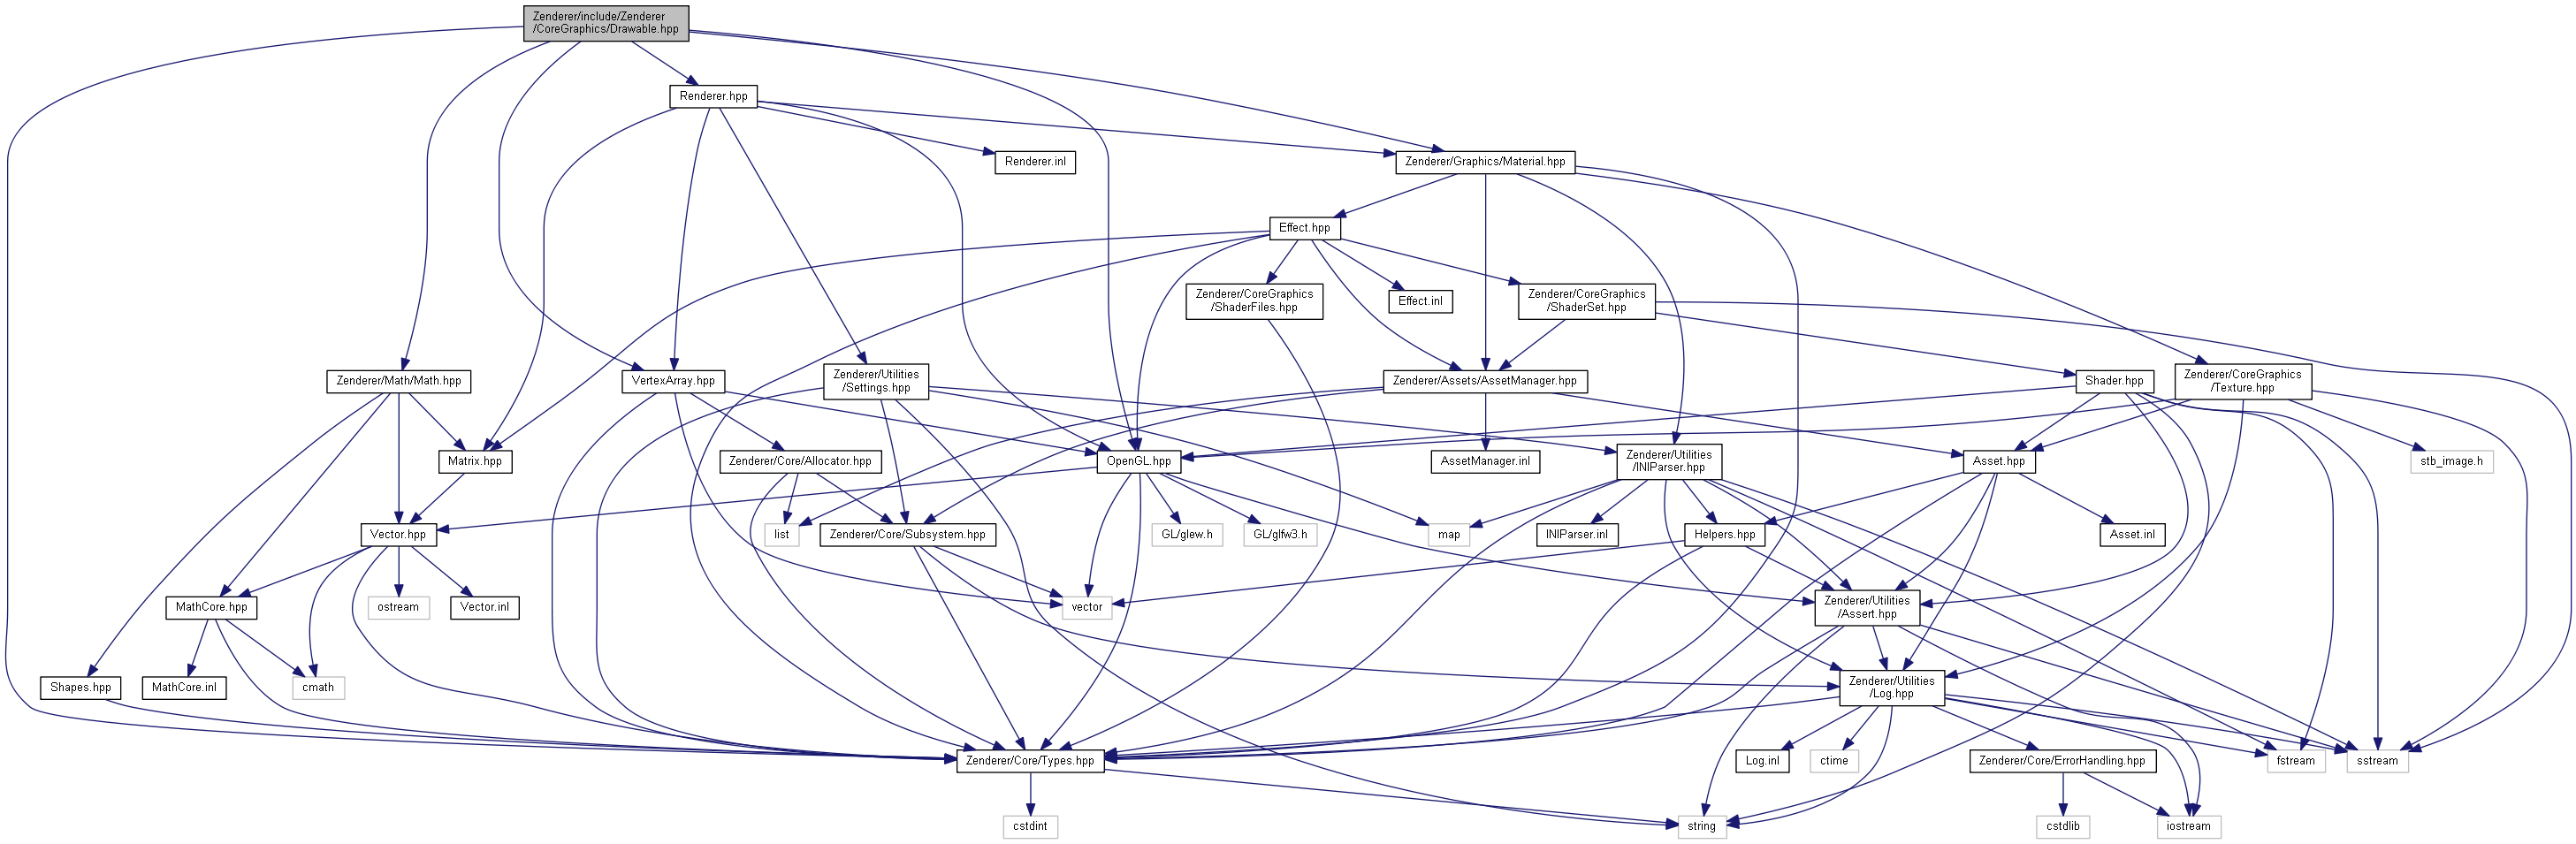 Zenderer/include/Zenderer
/CoreGraphics/Drawable.hpp
Renderer.hpp
Renderer.inl
Zenderer/Graphics/Material.hpp
Effect.hpp
Zenderer/CoreGraphics
/ShaderFiles.hpp
Effect.inl
Zenderer/CoreGraphics
/ShaderSet.hpp
Zenderer/Math/Math.hpp
VertexArray.hpp
Zenderer/Utilities
/Settings.hpp
Zenderer/Assets/AssetManager.hpp
Shader.hpp
Zenderer/CoreGraphics
/Texture.hpp
Matrix.hpp
Zenderer/Core/Allocator.hpp
OpenGL.hpp
AssetManager.inl
Zenderer/Utilities
/INIParser.hpp
Asset.hpp
stb_image.h
Vector.hpp
list
Zenderer/Core/Subsystem.hpp
GL/glew.h
GL/glfw3.h
map
INIParser.inl
Helpers.hpp
Asset.inl
MathCore.hpp
ostream
Vector.inl
vector
Zenderer/Utilities
/Assert.hpp
Shapes.hpp
MathCore.inl
cmath
Zenderer/Utilities
/Log.hpp
Zenderer/Core/Types.hpp
Log.inl
ctime
Zenderer/Core/ErrorHandling.hpp
fstream
sstream
cstdint
string
cstdlib
iostream